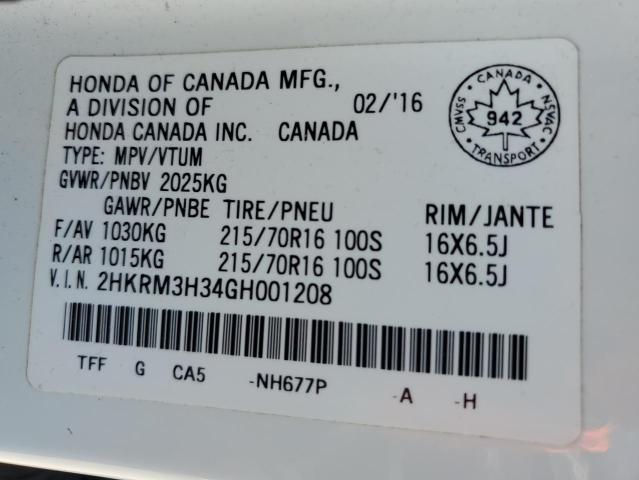 HONDA OF CANADA MFG.,
A DIVISION OF 02/'16
HONDA CANADA INC. CANADA
TYPE: MPV/VTUM
GVWR/PNBV 2025KG
GAWR/PNBE TIRE/PNEU RIM/JANTE
F/AV 1030KG 215/70R16 100S 16X6.5J
R/AR 1015KG 215/70R16 100S 16X6.5J
V.I.N. 2HKRM3H34GH001208
TFF G CA5 -NH677P -A -H
CANADA
CMVSS 942 NSVAC
TRANSPORT